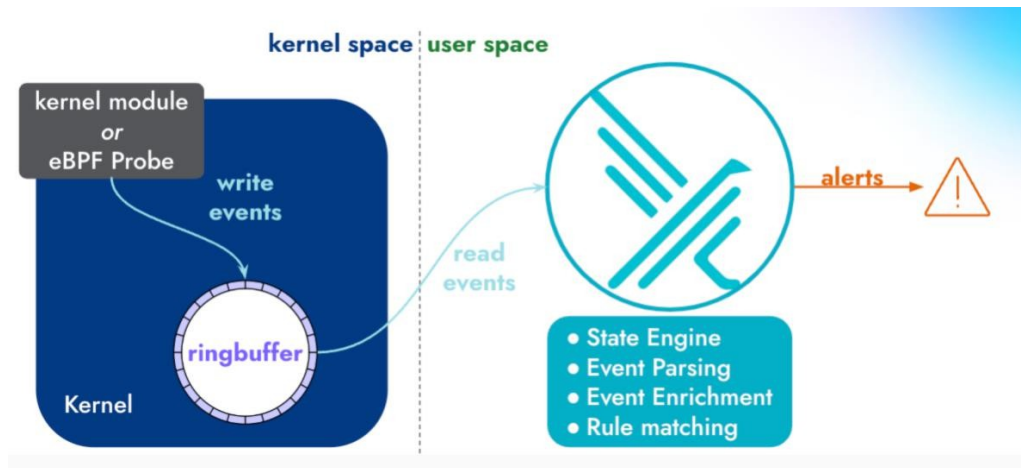 kernel space user space
kernel module
or
eBPF Probe
write
events
ringbuffer
Kernel
read
events
alerts
● State Engine
● Event Parsing
● Event Enrichment
● Rule matching